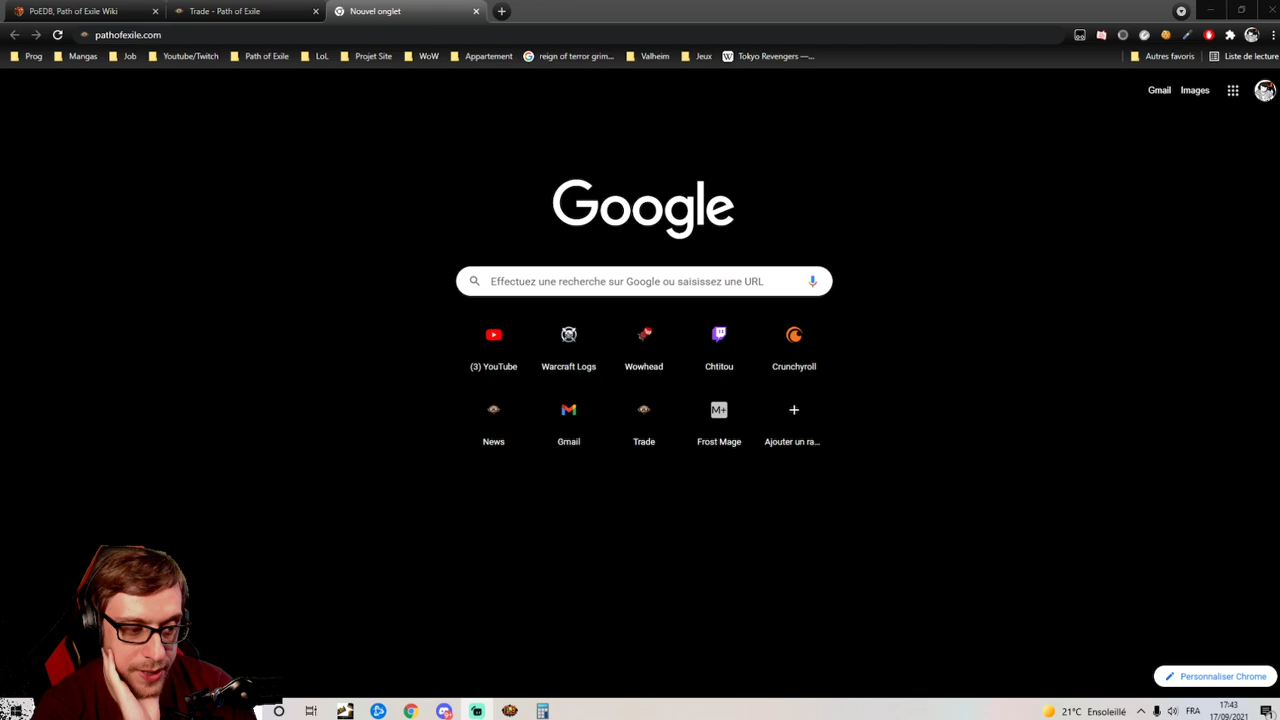 PoEDB, Path of Exile Wiki
Trade - Path of Exile
Nouvel onglet
pathofexile.com
Prog
Mangas
Job
Youtube/Twitch
Path of Exile
LoL
Projet Site
WoW
Appartement
reign of terror grim...
Valheim
Jeux
Tokyor Revengers —...
Autres favoris
Liste de lecture
Gmail
Images
Google
Effectuez une recherche sur Google ou saisissez une URL
(3) YouTube
Warcraft Logs
Wowhead
Chtitou
Crunchyroll
M+
News
Gmail
Trade
Frost Mage
Ajouter un ra...
Personnaliser Chrome
21°C Ensoleillé
FRA
17:43
17/09/2021